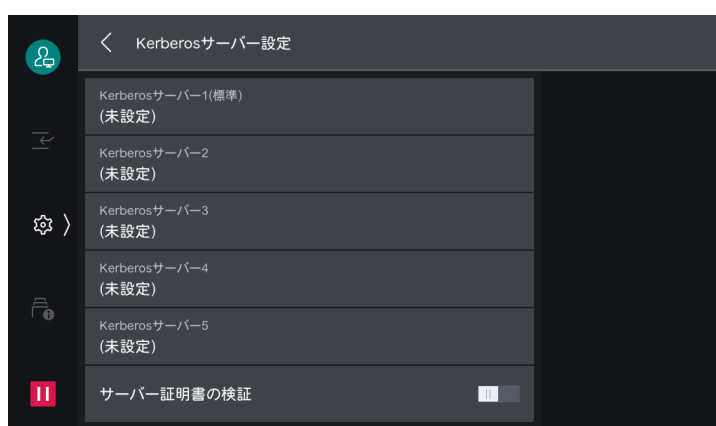 Kerberosサーバー設定
Kerberosサーバー1(標準)
(未設定)
Kerberosサーバー2
(未設定)
Kerberosサーバー3
(未設定)
Kerberosサーバー4
(未設定)
Kerberosサーバー5
(未設定)
サーバー証明書の検証